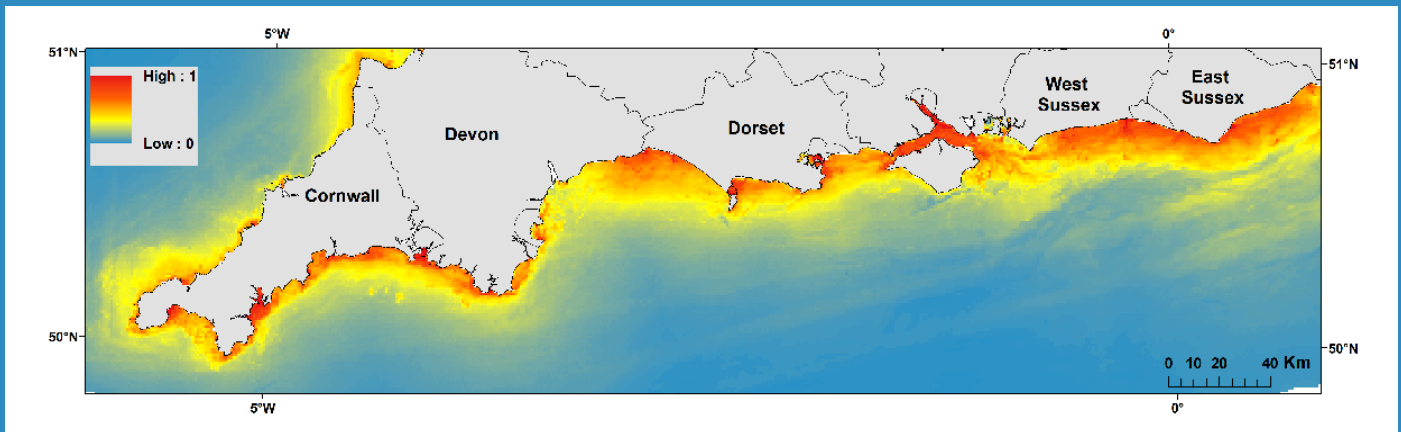 5°W 0°
51°N 51°N
High : 1
Low : 0
Cornwall
Devon
Dorset
West
Sussex
East
Sussex
50°N 50°N
0 10 20 40 Km
5°W 0°